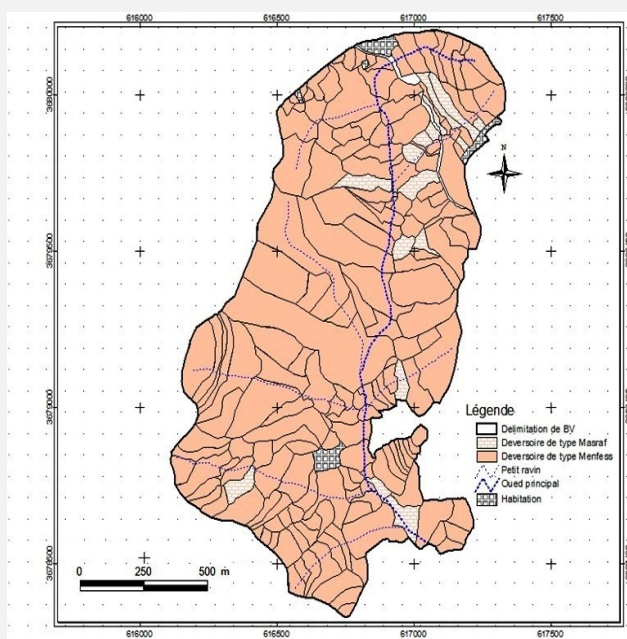 616000 616500 617000 617500
3680000
3679500
3679000
3678500
N
Légende
Delimitation de BV
Deversoire de type Masraf
Deversoire de type Menfess
Petit ravin
Oued principal
Habitation
0 250 500 m
616000 616500 617000 617500